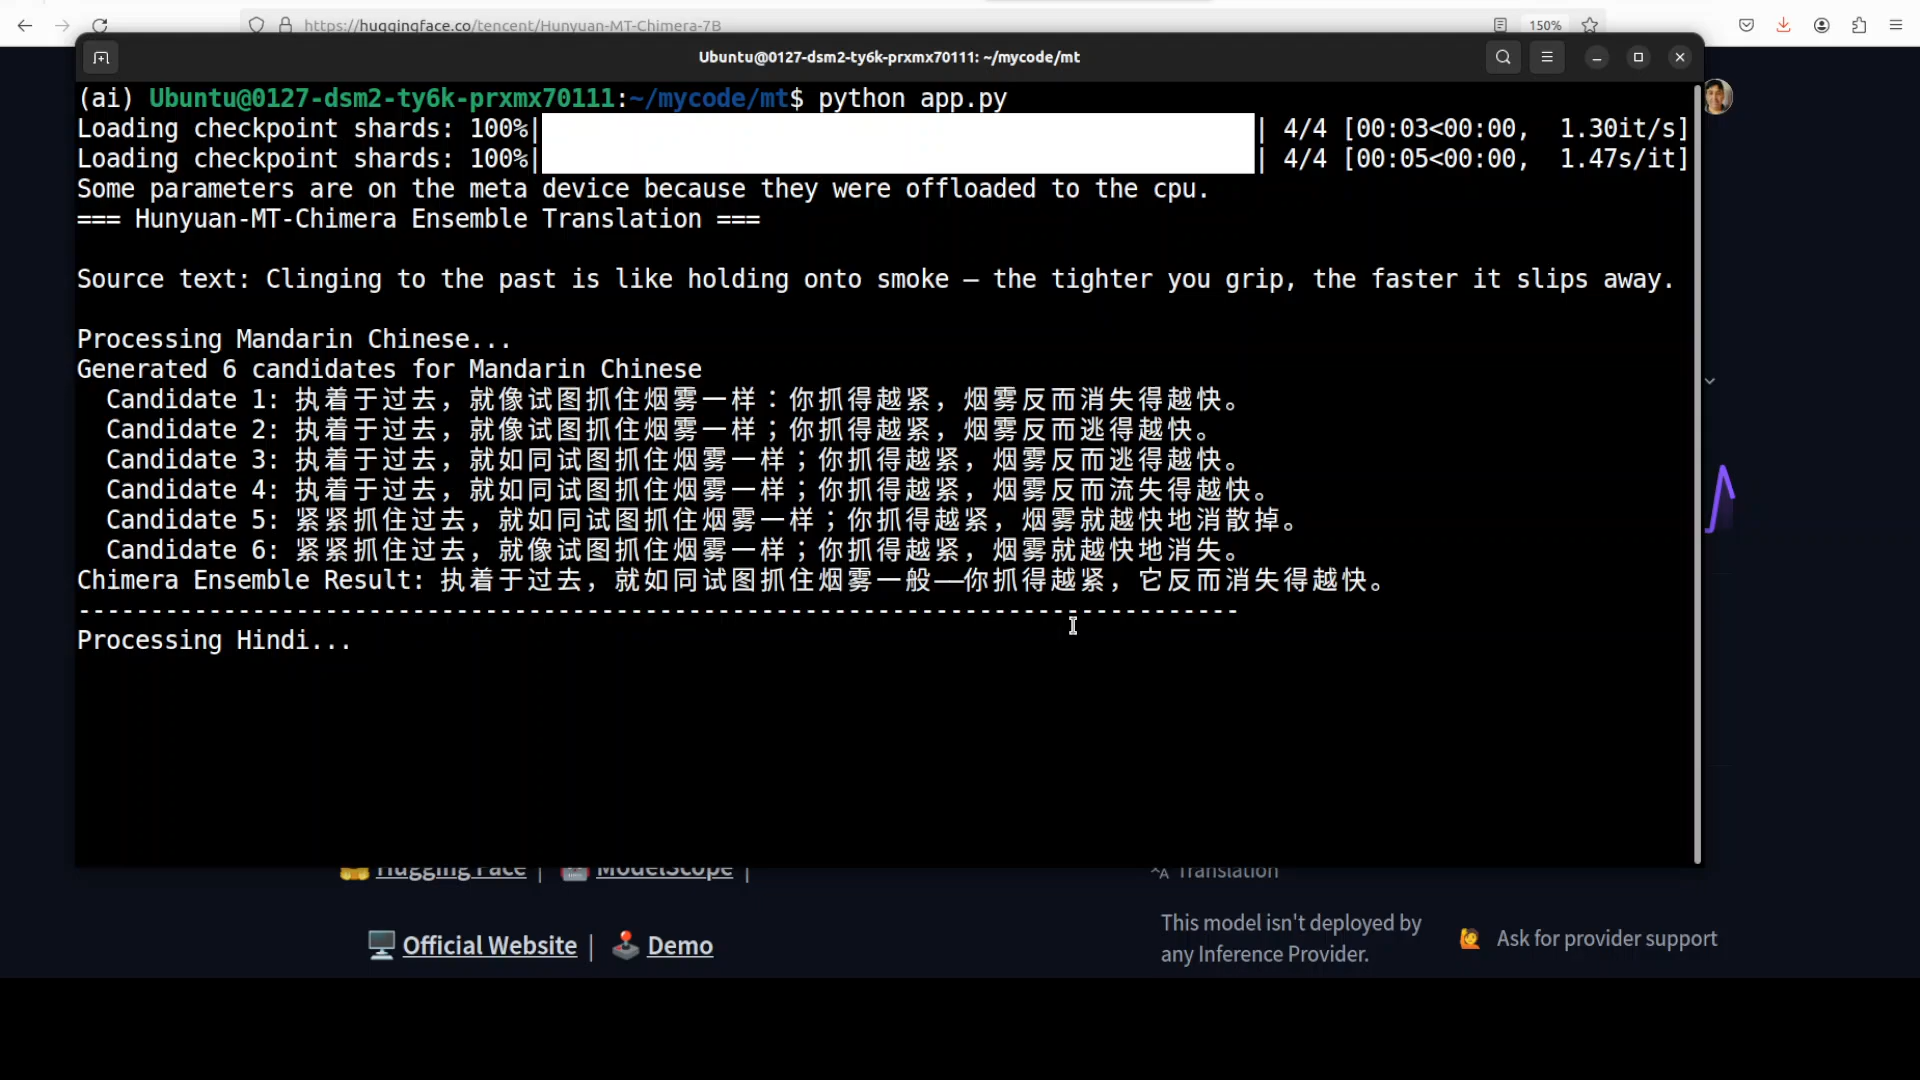 https://huggingface.co/tencent/Hunyuan-MT-Chimera-7B
150%
Ubuntu@0127-dsm2-ty6k-prxmx70111: ~/mycode/mt
(ai) Ubuntu@0127-dsm2-ty6k-prxmx70111:~/mycode/mt$ python app.py
Loading checkpoint shards: 100%| | 4/4 [00:03<00:00, 1.30it/s]
Loading checkpoint shards: 100%| | 4/4 [00:05<00:00, 1.47s/it]
Some parameters are on the meta device because they were offloaded to the cpu.
=== Hunyuan-MT-Chimera Ensemble Translation ===
Source text: Clinging to the past is like holding onto smoke — the tighter you grip, the faster it slips away.
Processing Mandarin Chinese...
Generated 6 candidates for Mandarin Chinese
Candidate 1: 执着于过去，就像试图抓住烟雾一样：你抓得越紧，烟雾反而消失得越快。
Candidate 2: 执着于过去，就像试图抓住烟雾一样；你抓得越紧，烟雾反而逃得越快。
Candidate 3: 执着于过去，就如同试图抓住烟雾一样；你抓得越紧，烟雾反而逃得越快。
Candidate 4: 执着于过去，就如同试图抓住烟雾一样；你抓得越紧，烟雾反而流失得越快。
Candidate 5: 紧紧抓住过去，就如同试图抓住烟雾一样；你抓得越紧，烟雾就越快地消散掉。
Candidate 6: 紧紧抓住过去，就像试图抓住烟雾一样；你抓得越紧，烟雾就越快地消失。
Chimera Ensemble Result: 执着于过去，就如同试图抓住烟雾一般——你抓得越紧，它反而消失得越快。
--------------------------------------------------------------------------------
Processing Hindi...
Hugging Face | ModelScope |
Translation
Official Website | Demo
This model isn't deployed by
any Inference Provider.
Ask for provider support